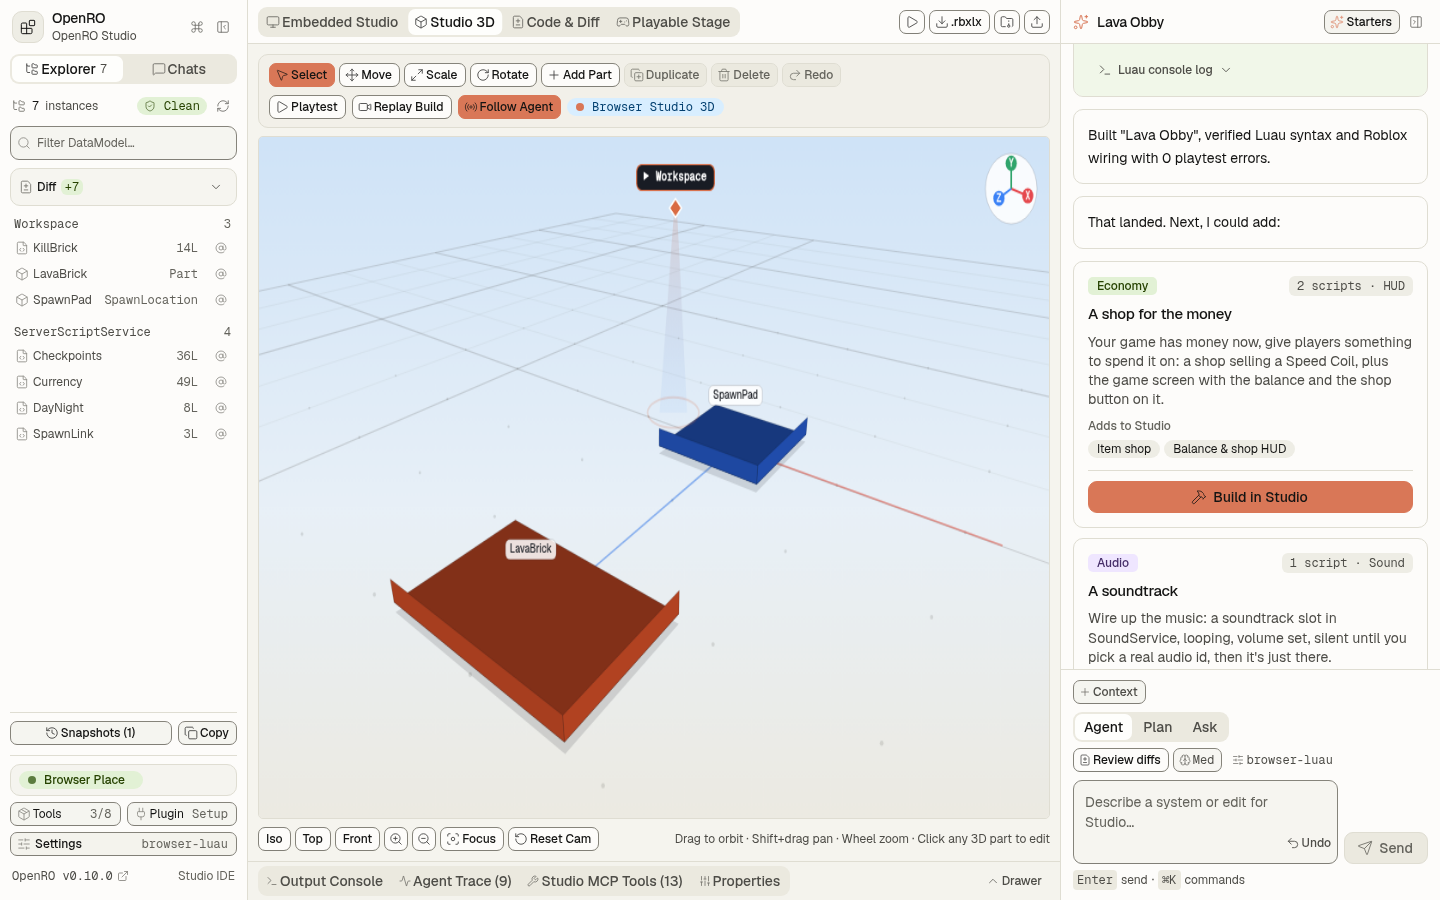 OpenRO
OpenRO Studio
Explorer 7
Chats
7 instances
Clean
Filter DataModel…
Diff +7
Workspace 3
KillBrick 14L
LavaBrick Part
SpawnPad SpawnLocation
ServerScriptService 4
Checkpoints 36L
Currency 49L
DayNight 8L
SpawnLink 3L
Snapshots (1)
Copy
Browser Place
Tools 3/8
Plugin Setup
Settings browser-luau
OpenRO v0.10.0
Studio IDE
Embedded Studio
Studio 3D
Code & Diff
Playable Stage
.rbxlx
Select
Move
Scale
Rotate
Add Part
Duplicate
Delete
Redo
Playtest
Replay Build
Follow Agent
Browser Studio 3D
Workspace
Y
Z
X
SpawnPad
LavaBrick
Iso
Top
Front
Focus
Reset Cam
Drag to orbit · Shift+drag pan · Wheel zoom · Click any 3D part to edit
Output Console
Agent Trace (9)
Studio MCP Tools (13)
Properties
Drawer
Lava Obby
Starters
Luau console log
Built "Lava Obby", verified Luau syntax and Roblox
wiring with 0 playtest errors.
That landed. Next, I could add:
Economy
2 scripts · HUD
A shop for the money
Your game has money now, give players something
to spend it on: a shop selling a Speed Coil, plus
the game screen with the balance and the shop
button on it.
Adds to Studio
Item shop
Balance & shop HUD
Build in Studio
Audio
1 script · Sound
A soundtrack
Wire up the music: a soundtrack slot in
SoundService, looping, volume set, silent until you
pick a real audio id, then it's just there.
+ Context
Agent
Plan
Ask
Review diffs
Med
browser-luau
Describe a system or edit for
Studio…
Undo
Send
Enter send · ⌘K commands